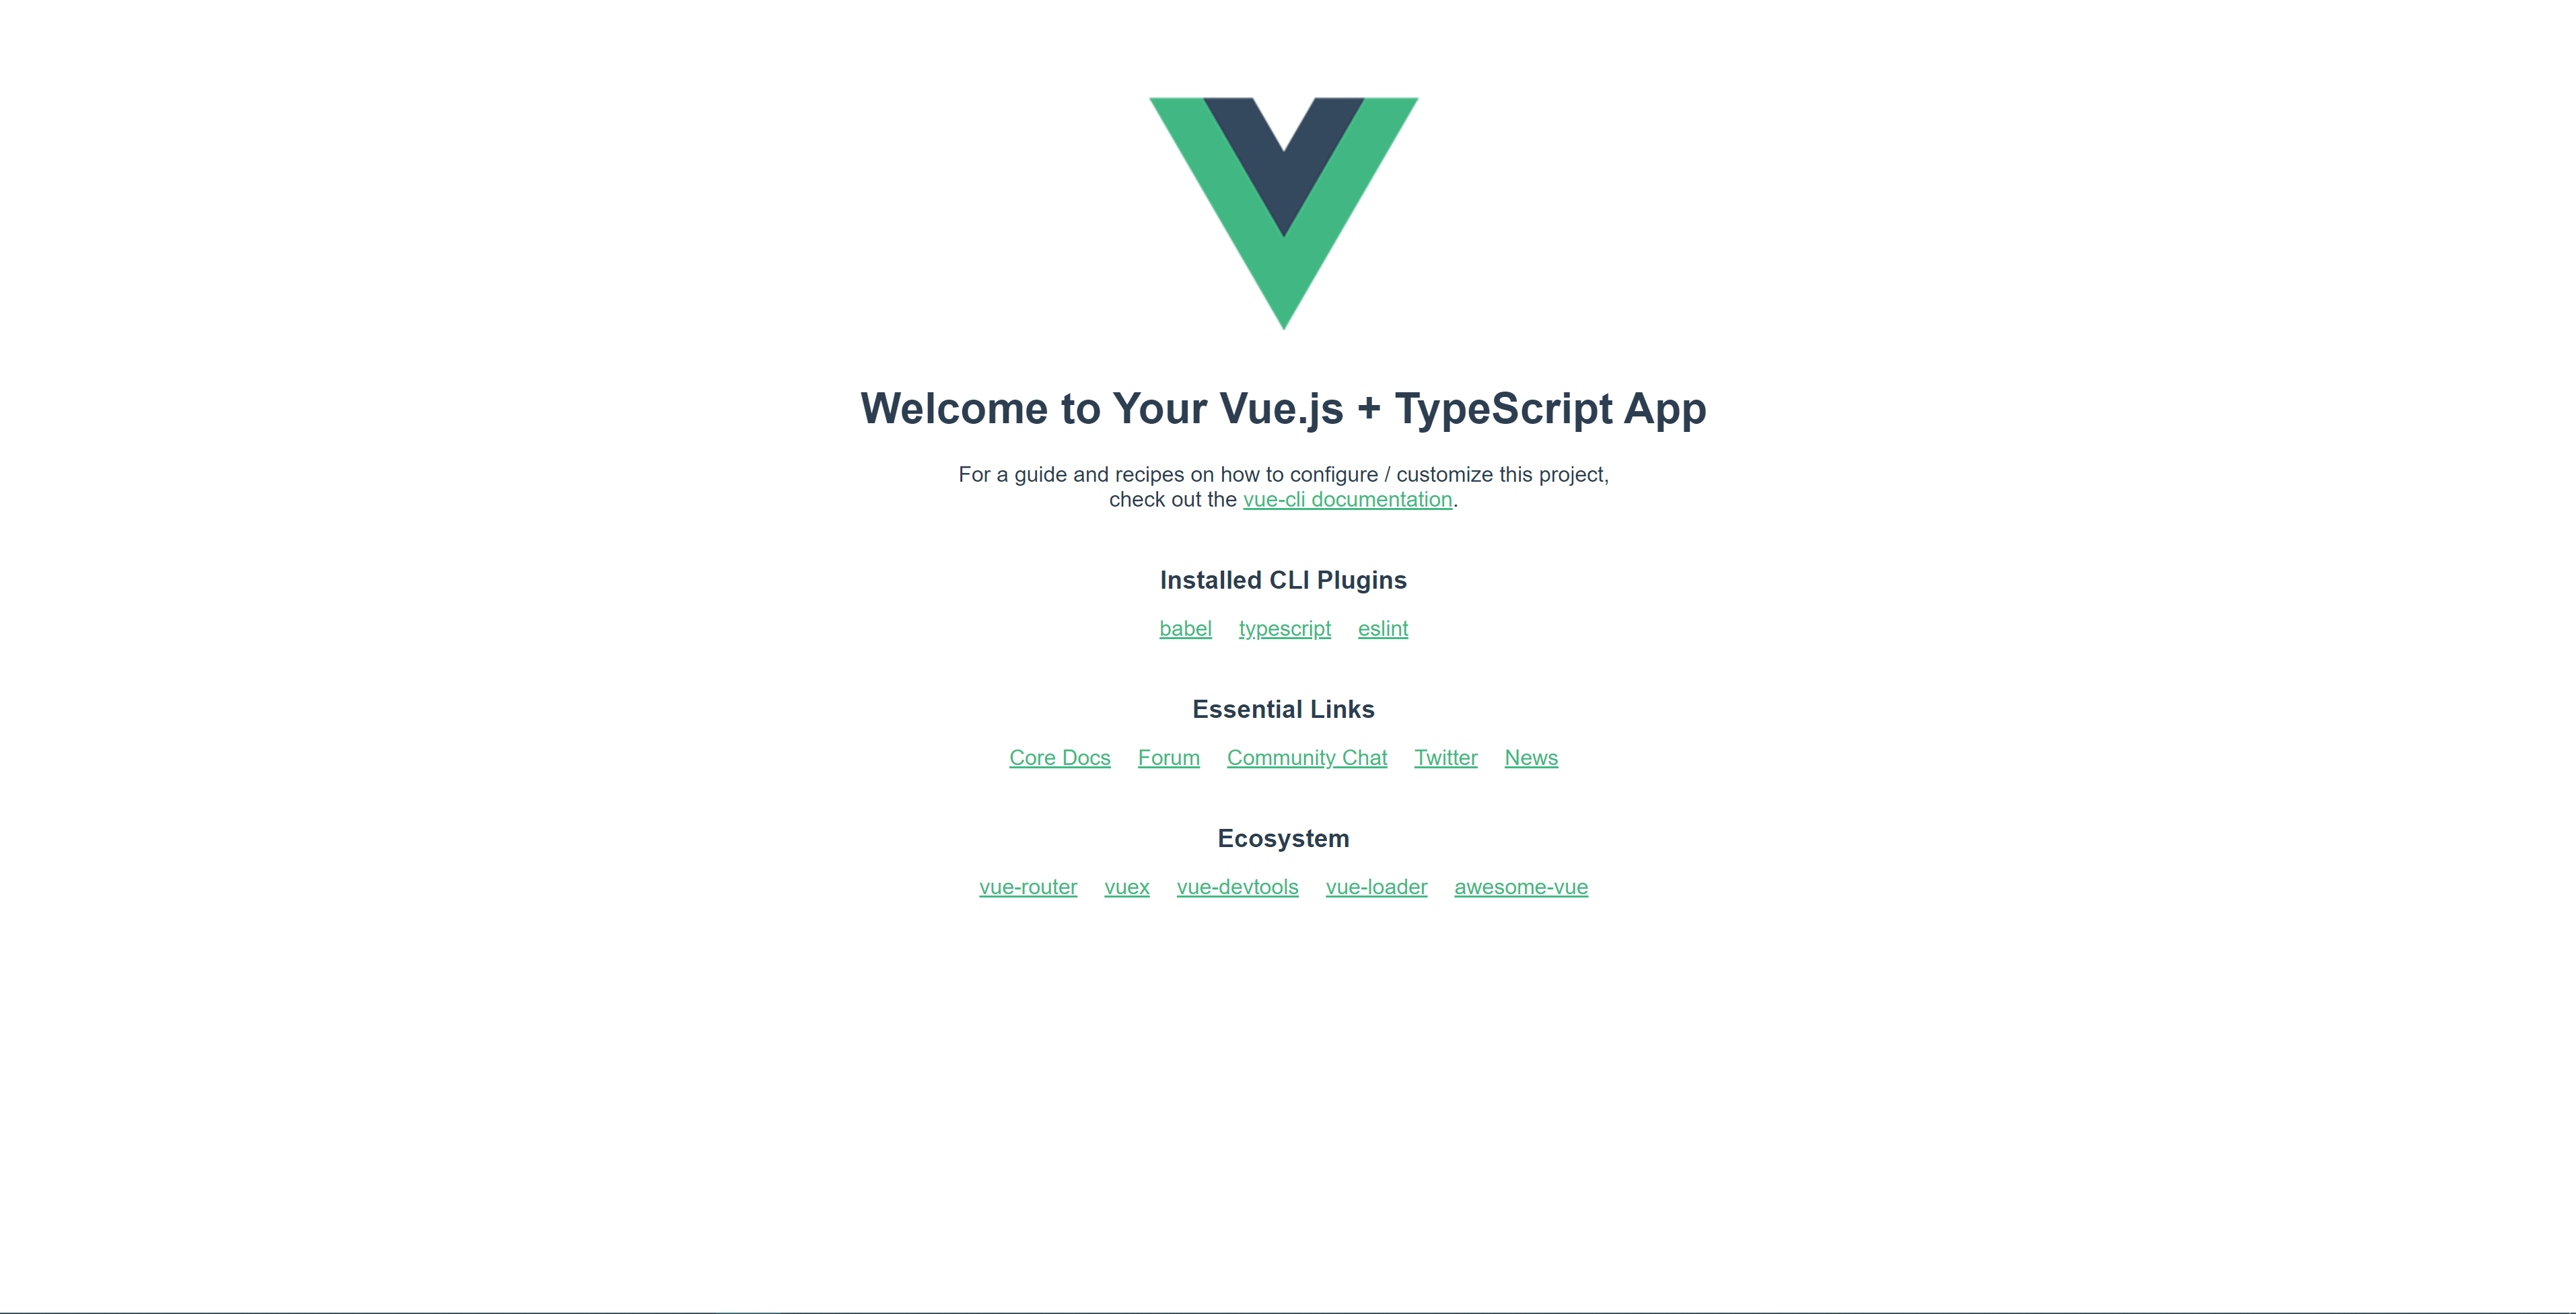 Welcome to Your Vue.js + TypeScript App
For a guide and recipes on how to configure / customize this project,
check out the vue-cli documentation.
Installed CLI Plugins
babel typescript eslint
Essential Links
Core Docs Forum Community Chat Twitter News
Ecosystem
vue-router vuex vue-devtools vue-loader awesome-vue